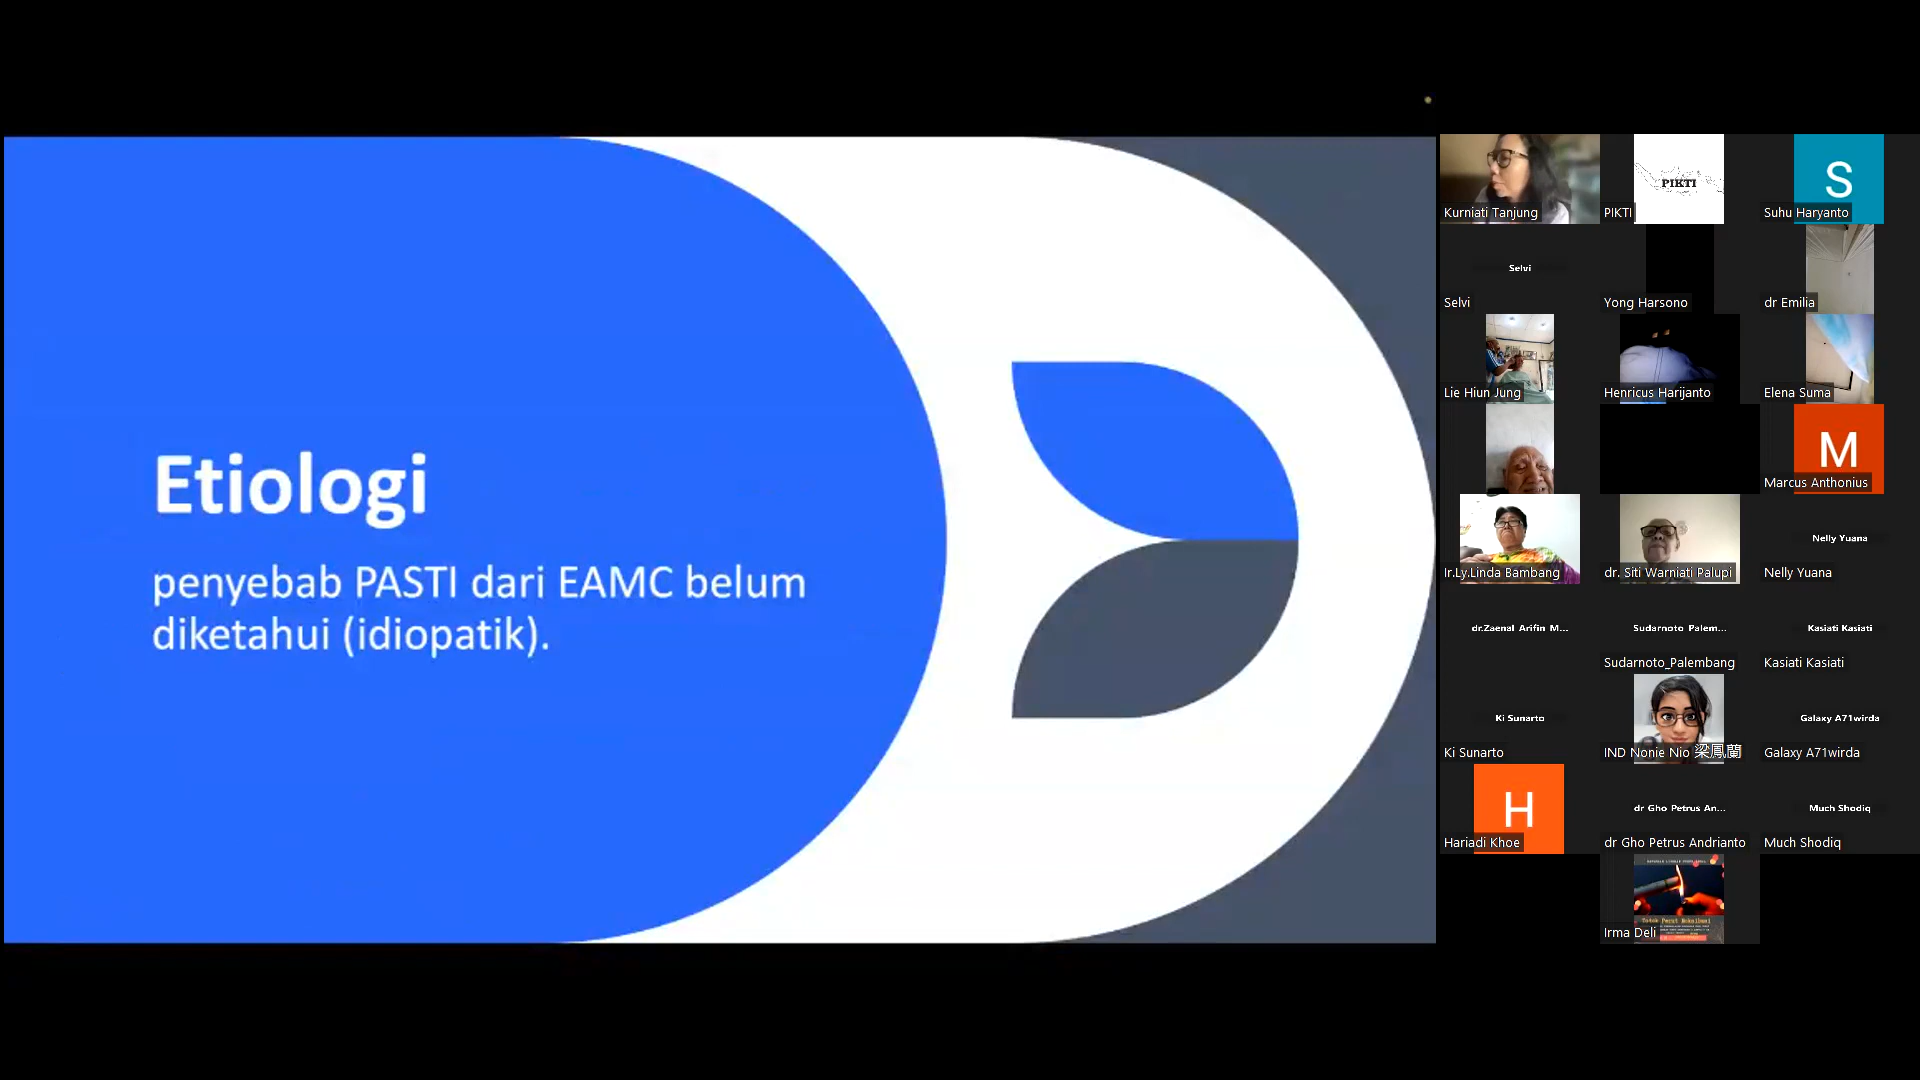 Etiologi
penyebab PASTI dari EAMC belum
diketahui (idiopatik).
Kurniati Tanjung
PIKTI
PIKTI
S
Suhu Haryanto
Selvi
Selvi
Yong Harsono
dr Emilia
Lie Hiun Jung
Henricus Harijanto
Elena Suma
M
Marcus Anthonius
Ir.Ly.Linda Bambang
dr. Siti Warniati Palupi
Nelly Yuana
Nelly Yuana
dr.Zaenal Arifin M...
Sudarnoto Palem...
Sudarnoto_Palembang
Kasiati Kasiati
Kasiati Kasiati
Ki Sunarto
Ki Sunarto
IND Nonie Nio 梁鳳蘭
Galaxy A71wirda
Galaxy A71wirda
H
Hariadi Khoe
dr Gho Petrus An...
dr Gho Petrus Andrianto
Much Shodiq
Much Shodiq
Irma Deli